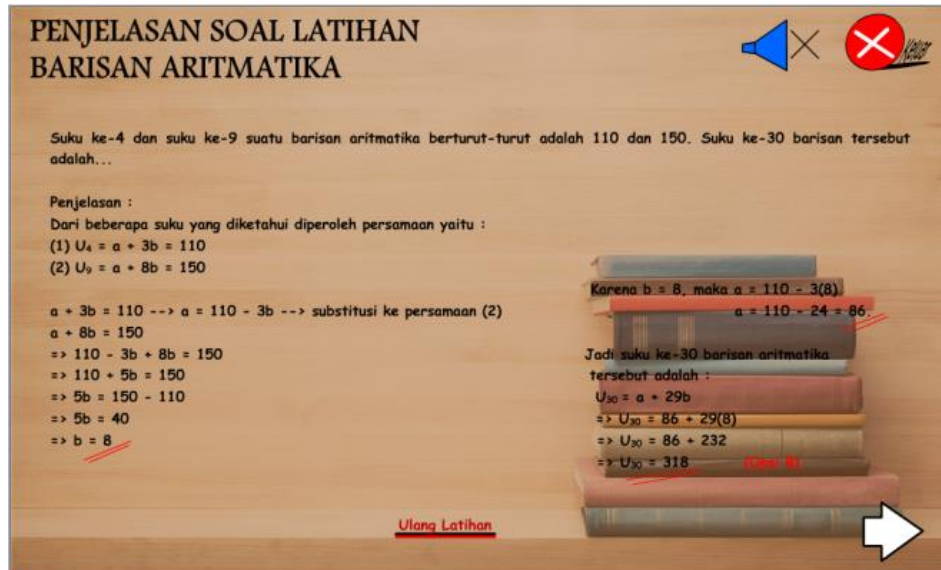 PENJELASAN SOAL LATIHAN
BARISAN ARITMATIKA
Keluar
Suku ke-4 dan suku ke-9 suatu barisan aritmatika berturut-turut adalah 110 dan 150. Suku ke-30 barisan tersebut
adalah...
Penjelasan :
Dari beberapa suku yang diketahui diperoleh persamaan yaitu :
(1) U₄ = a + 3b = 110
(2) U₉ = a + 8b = 150
a + 3b = 110 --> a = 110 - 3b --> substitusi ke persamaan (2)
a + 8b = 150
=> 110 - 3b + 8b = 150
=> 110 + 5b = 150
=> 5b = 150 - 110
=> 5b = 40
=> b = 8
Karena b = 8, maka a = 110 - 3(8)
a = 110 - 24 = 86.
Jadi suku ke-30 barisan aritmatika
tersebut adalah :
U₃₀ = a + 29b
=> U₃₀ = 86 + 29(8)
=> U₃₀ = 86 + 232
=> U₃₀ = 318 (Opsi B)
Ulang Latihan